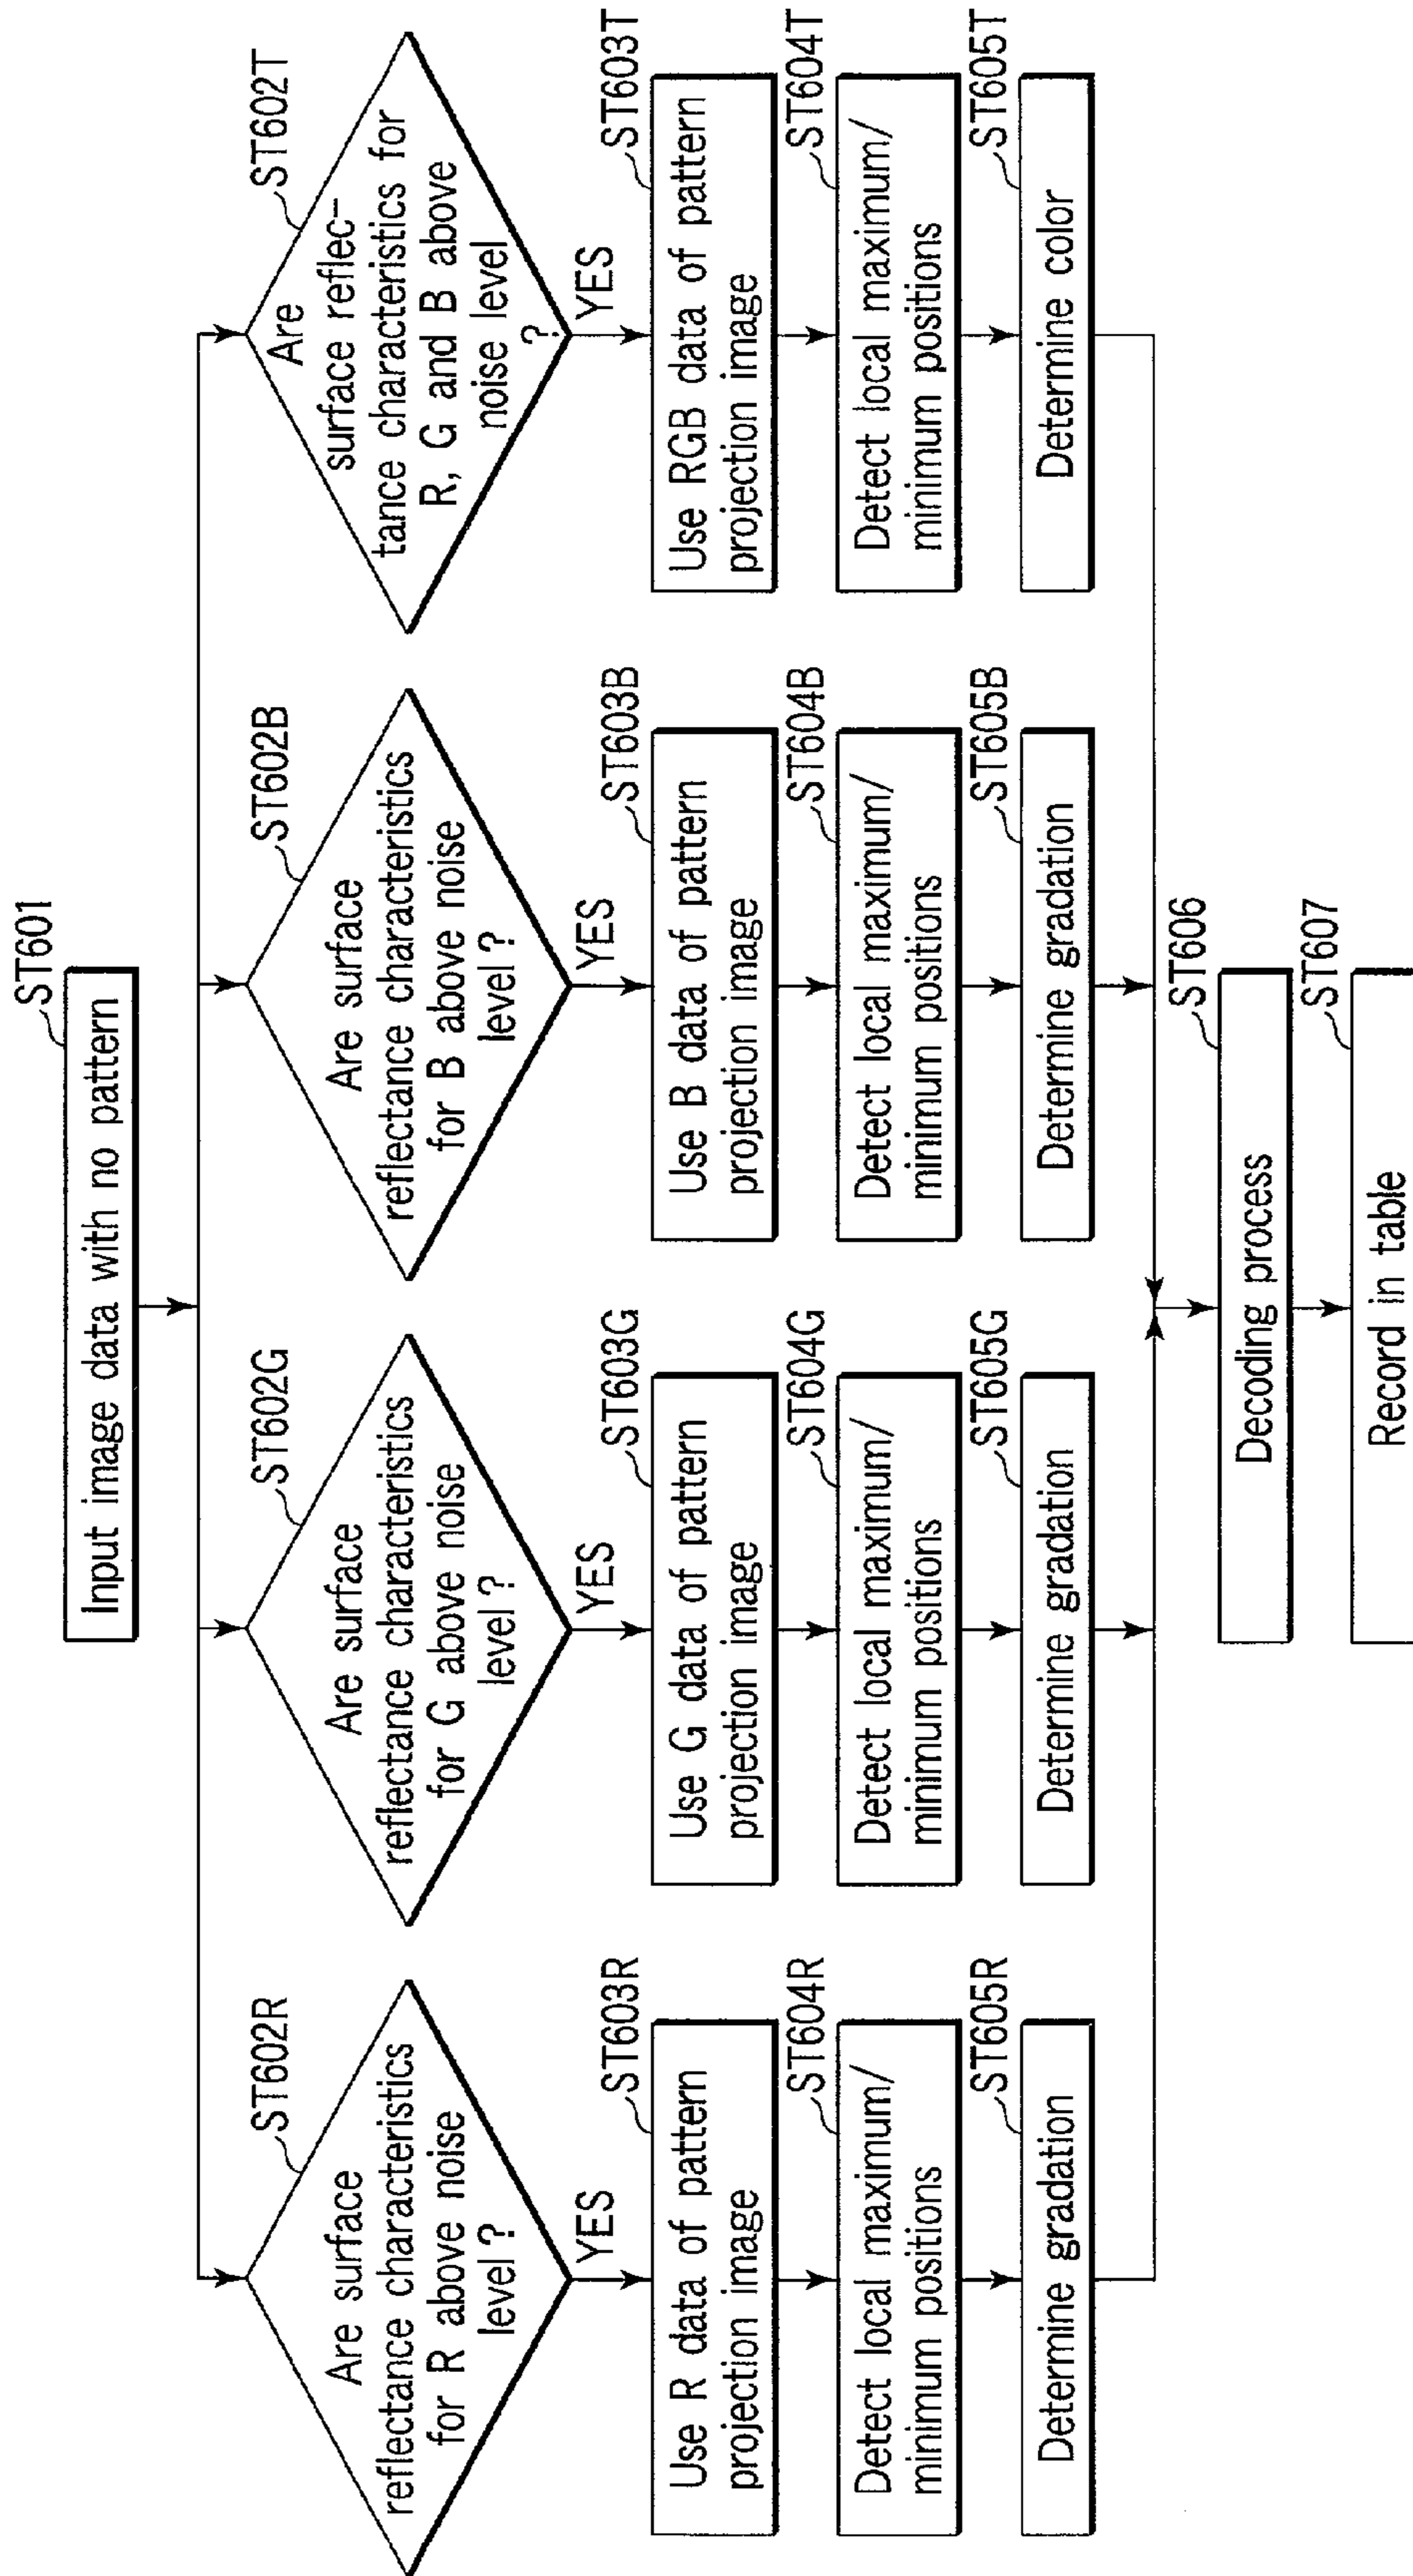 ST601
Input image data with no pattern
ST602R
Are surface
reflectance characteristics
for R above noise
level?
YES
ST603R
Use R data of pattern
projection image
ST604R
Detect local maximum/
minimum positions
ST605R
Determine gradation
ST602G
Are surface
reflectance characteristics
for G above noise
level?
YES
ST603G
Use G data of pattern
projection image
ST604G
Detect local maximum/
minimum positions
ST605G
Determine gradation
ST602B
Are surface
reflectance characteristics
for B above noise
level?
YES
ST603B
Use B data of pattern
projection image
ST604B
Detect local maximum/
minimum positions
ST605B
Determine gradation
ST602T
Are
surface reflec-
tance characteristics for
R, G and B above
noise level
?
YES
ST603T
Use RGB data of pattern
projection image
ST604T
Detect local maximum/
minimum positions
ST605T
Determine color
ST606
Decoding process
ST607
Record in table